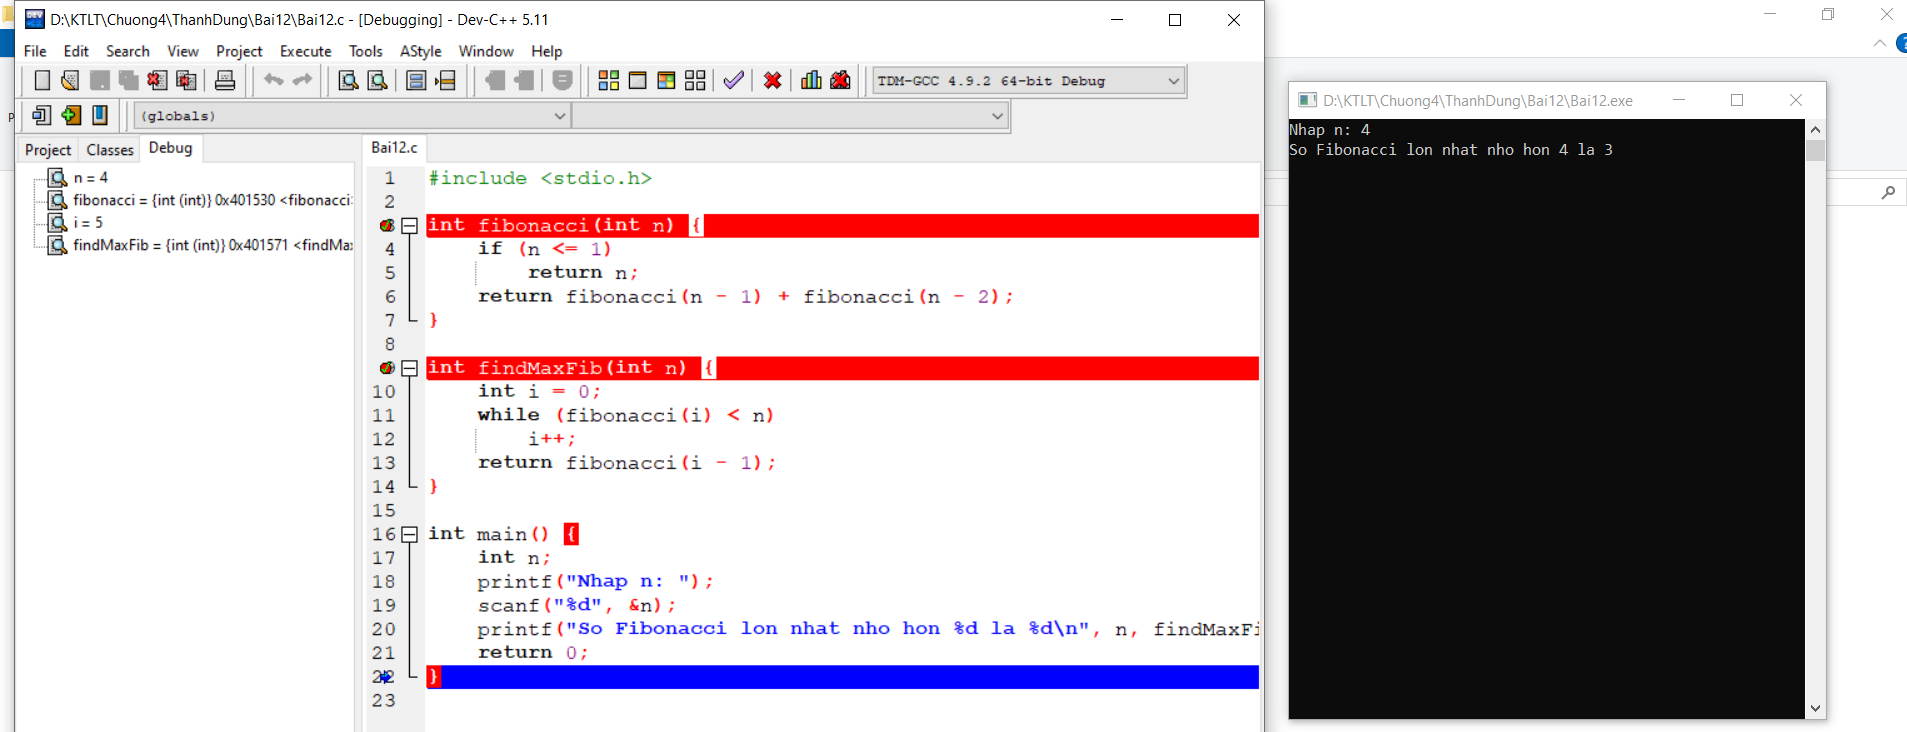 D:\KTLT\Chuong4\ThanhDung\Bai12\Bai12.c - [Debugging] - Dev-C++ 5.11
File Edit Search View Project Execute Tools AStyle Window Help
TDM-GCC 4.9.2 64-bit Debug
(globals)
Project Classes Debug
n = 4
fibonacci = {int (int)} 0x401530 <fibonacci>
i = 5
findMaxFib = {int (int)} 0x401571 <findMa
Bai12.c
1 #include <stdio.h>
2
int fibonacci(int n) {
4 if (n <= 1)
5 return n;
6 return fibonacci(n - 1) + fibonacci(n - 2);
7 }
8
int findMaxFib(int n) {
10 int i = 0;
11 while (fibonacci(i) < n)
12 i++;
13 return fibonacci(i - 1);
14 }
15
16 int main() {
17 int n;
18 printf("Nhap n: ");
19 scanf("%d", &n);
20 printf("So Fibonacci lon nhat nho hon %d la %d\n", n, findMaxFi
21 return 0;
22 }
23
D:\KTLT\Chuong4\ThanhDung\Bai12\Bai12.exe
Nhap n: 4
So Fibonacci lon nhat nho hon 4 la 3